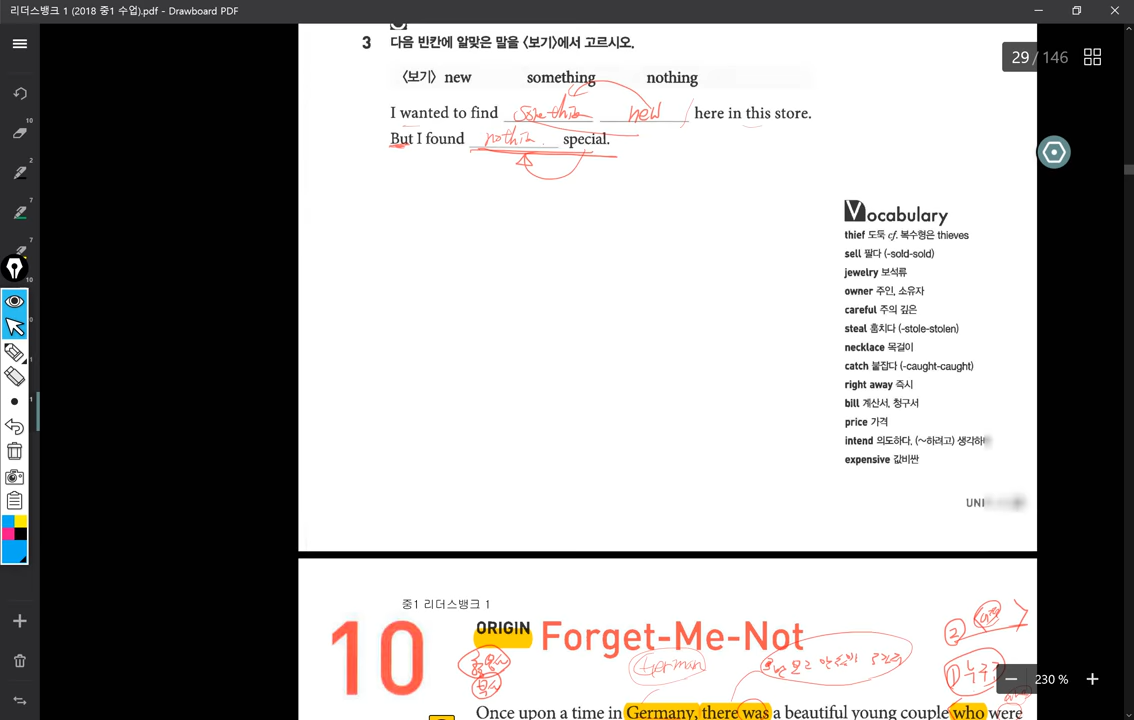 리더스뱅크 1 (2018 중1 수업).pdf - Drawboard PDF
29 / 146
3 다음 빈칸에 알맞은 말을 〈보기〉에서 고르시오.
〈보기〉 new something nothing
I wanted to find somethin new here in this store.
But I found nothin special.
Vocabulary
thief 도둑 cf. 복수형은 thieves
sell 팔다 (-sold-sold)
jewelry 보석류
owner 주인, 소유자
careful 주의 깊은
steal 훔치다 (-stole-stolen)
necklace 목걸이
catch 붙잡다 (-caught-caught)
right away 즉시
bill 계산서, 청구서
price 가격
intend 의도하다, (~하려고) 생각하
expensive 값비싼
UNI
중1 리더스뱅크 1
10 ORIGIN Forget-Me-Not
German
230 %
Once upon a time in Germany, there was a beautiful young couple who were